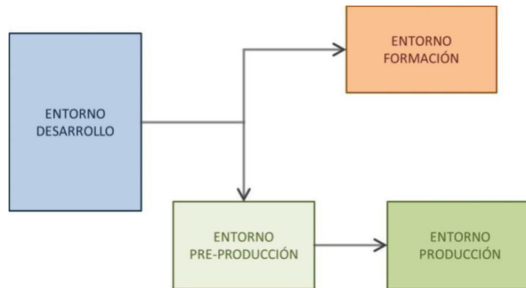 ENTORNO
FORMACIÓN
ENTORNO
DESARROLLO
ENTORNO
PRE-PRODUCCIÓN
ENTORNO
PRODUCCIÓN